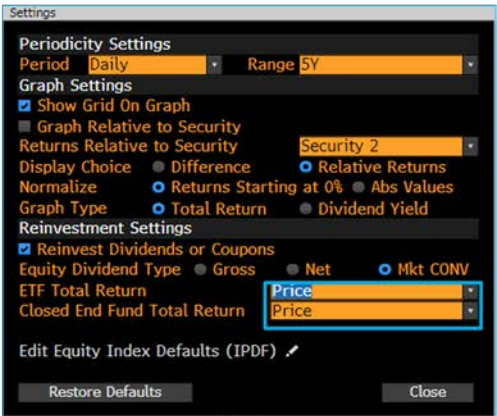 Settings
Periodicity Settings
Period Daily Range 5Y
Graph Settings
Show Grid On Graph
Graph Relative to Security
Returns Relative to Security Security 2
Display Choice Difference Relative Returns
Normalize Returns Starting at 0% Abs Values
Graph Type Total Return Dividend Yield
Reinvestment Settings
Reinvest Dividends or Coupons
Equity Dividend Type Gross Net Mkt CONV
ETF Total Return Price
Closed End Fund Total Return Price
Edit Equity Index Defaults (IPDF)
Restore Defaults Close